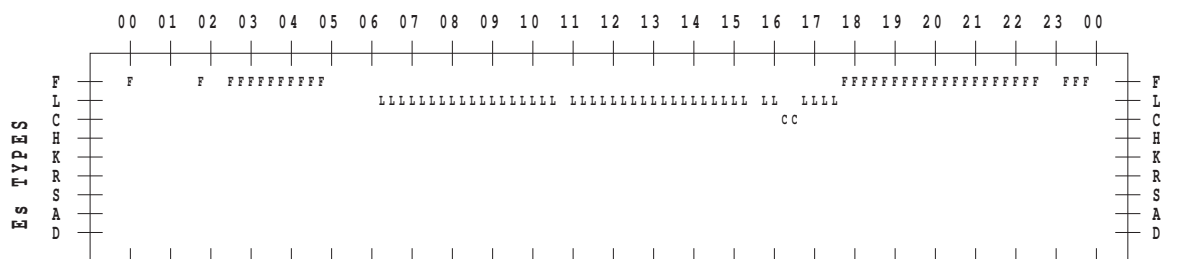 00 01 02 03 04 05 06 07 08 09 10 11 12 13 14 15 16 17 18 19 20 21 22 23 00
F F F FFFFFFFFFF FFFFFFFFFFFFFFFFFFFF FFF F
L LLLLLLLLLLLLLLLLLL LLLLLLLLLLLLLLLLLL LL LLLL L
C CC C
H H
K K
R R
S S
A A
D D
Es TYPES